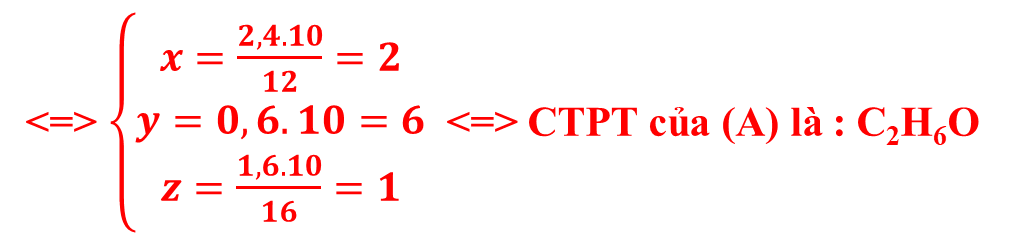 x = 2,4.10/12 = 2
<=> { y = 0,6.10 = 6 <=> CTPT của (A) là : C₂H₆O
z = 1,6.10/16 = 1